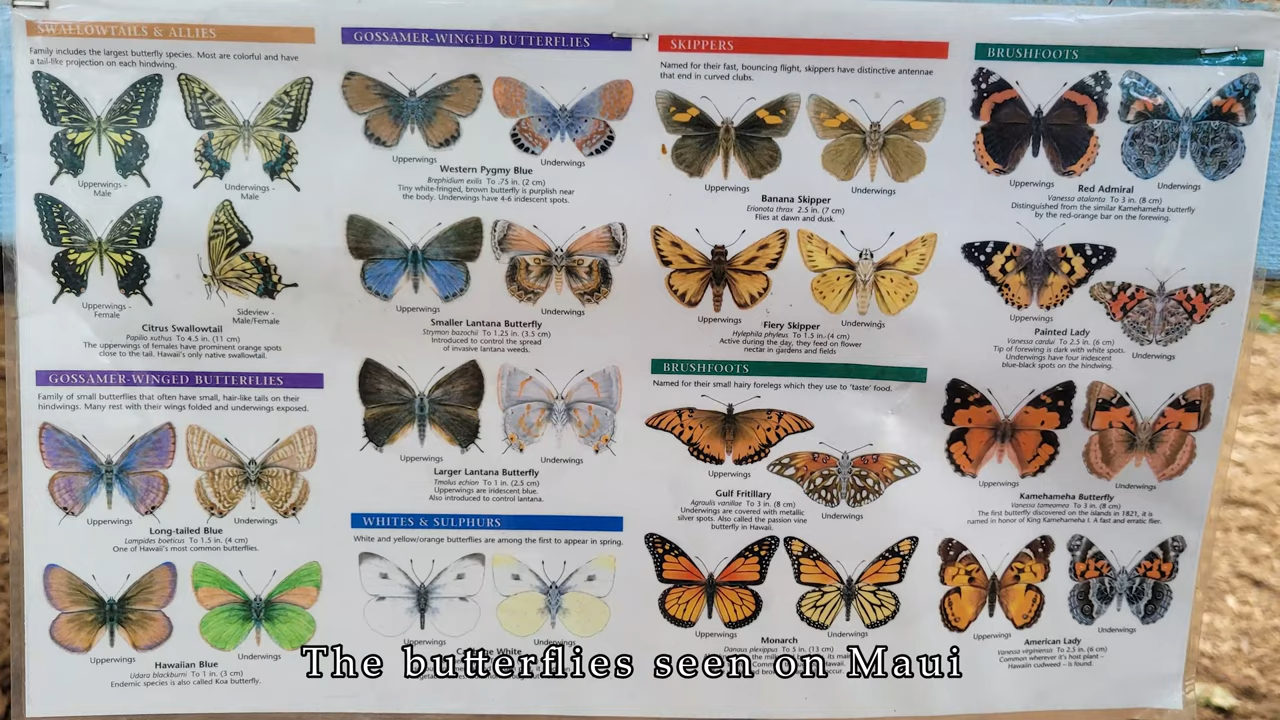 SWALLOWTAILS & ALLIES
Family includes the largest butterfly species. Most are colorful and have
a tail-like projection on each hindwing.
Upperwings -
Male
Underwings -
Male
Upperwings -
Female
Sideview -
Male/Female
Citrus Swallowtail
Papilio xuthus To 4.5 in. (11 cm)
The upperwings of females have prominent orange spots
close to the tail. Hawaii's only native swallowtail.
GOSSAMER-WINGED BUTTERFLIES
Family of small butterflies that often have small, hair-like tails on their
hindwings. Many rest with their wings folded and underwings exposed.
Upperwings
Underwings
Long-tailed Blue
Lampides boeticus To 1.5 in. (4 cm)
One of Hawaii's most common butterflies.
Upperwings
Underwings
Hawaiian Blue
Udara blackburni To 1 in. (3 cm)
Endemic species is also called Koa butterfly.
GOSSAMER-WINGED BUTTERFLIES
Upperwings
Underwings
Western Pygmy Blue
Brephidium exilis To .75 in. (2 cm)
Tiny white-fringed, brown butterfly is purplish near
the body. Underwings have 4-6 iridescent spots.
Upperwings
Underwings
Smaller Lantana Butterfly
Strymon bazochii To 1.25 in. (3.5 cm)
Introduced to control the spread
of invasive lantana weeds.
Upperwings
Underwings
Larger Lantana Butterfly
Tmolus echion To 1 in. (2.5 cm)
Upperwings are iridescent blue.
Also introduced to control lantana.
WHITES & SULPHURS
White and yellow/orange butterflies are among the first to appear in spring.
Upperwings
Underwings
White
SKIPPERS
Named for their fast, bouncing flight, skippers have distinctive antennae
that end in curved clubs.
Upperwings
Underwings
Banana Skipper
Erionota thrax 2.5 in. (7 cm)
Flies at dawn and dusk.
Upperwings
Underwings
Fiery Skipper
Hylephila phyleus To 1.5 in. (4 cm)
Active during the day, they feed on flower
nectar in gardens and fields
BRUSHFOOTS
Named for their small hairy forelegs which they use to 'taste' food.
Upperwings
Underwings
Gulf Fritillary
Agraulis vanillae To 3 in. (8 cm)
Underwings are covered with metallic
silver spots. Also called the passion vine
butterfly in Hawaii.
Upperwings
Underwings
Monarch
Danaus plexippus To 5 in. (13 cm)
BRUSHFOOTS
Upperwings
Underwings
Red Admiral
Vanessa atalanta To 3 in. (8 cm)
Distinguished from the similar Kamehameha butterfly
by the red-orange bar on the forewing.
Upperwings
Underwings
Painted Lady
Vanessa cardui To 2.5 in. (6 cm)
Tip of forewing is dark with white spots.
Underwings have four iridescent
blue-black spots on the hindwing.
Upperwings
Underwings
Kamehameha Butterfly
Vanessa tameamea To 3 in. (8 cm)
The first butterfly discovered on the islands in 1821, it is
named in honor of King Kamehameha I. A fast and erratic flier.
Upperwings
Underwings
American Lady
Vanessa virginiensis To 2.5 in. (6 cm)
Common wherever it's host plant –
Hawaiin cudweed – is found.
The butterflies seen on Maui